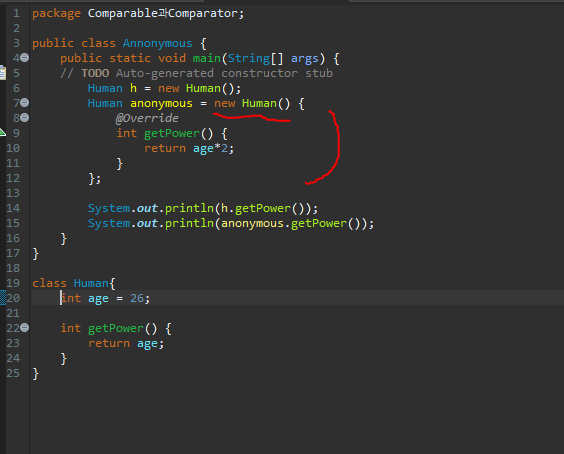 1 package Comparable과Comparator;
2
3 public class Annonymous {
4 public static void main(String[] args) {
5 // TODO Auto-generated constructor stub
6 Human h = new Human();
7 Human anonymous = new Human() {
8 @Override
9 int getPower() {
10 return age*2;
11 }
12 };
13
14 System.out.println(h.getPower());
15 System.out.println(anonymous.getPower());
16 }
17 }
18
19 class Human{
20 int age = 26;
21
22 int getPower() {
23 return age;
24 }
25 }